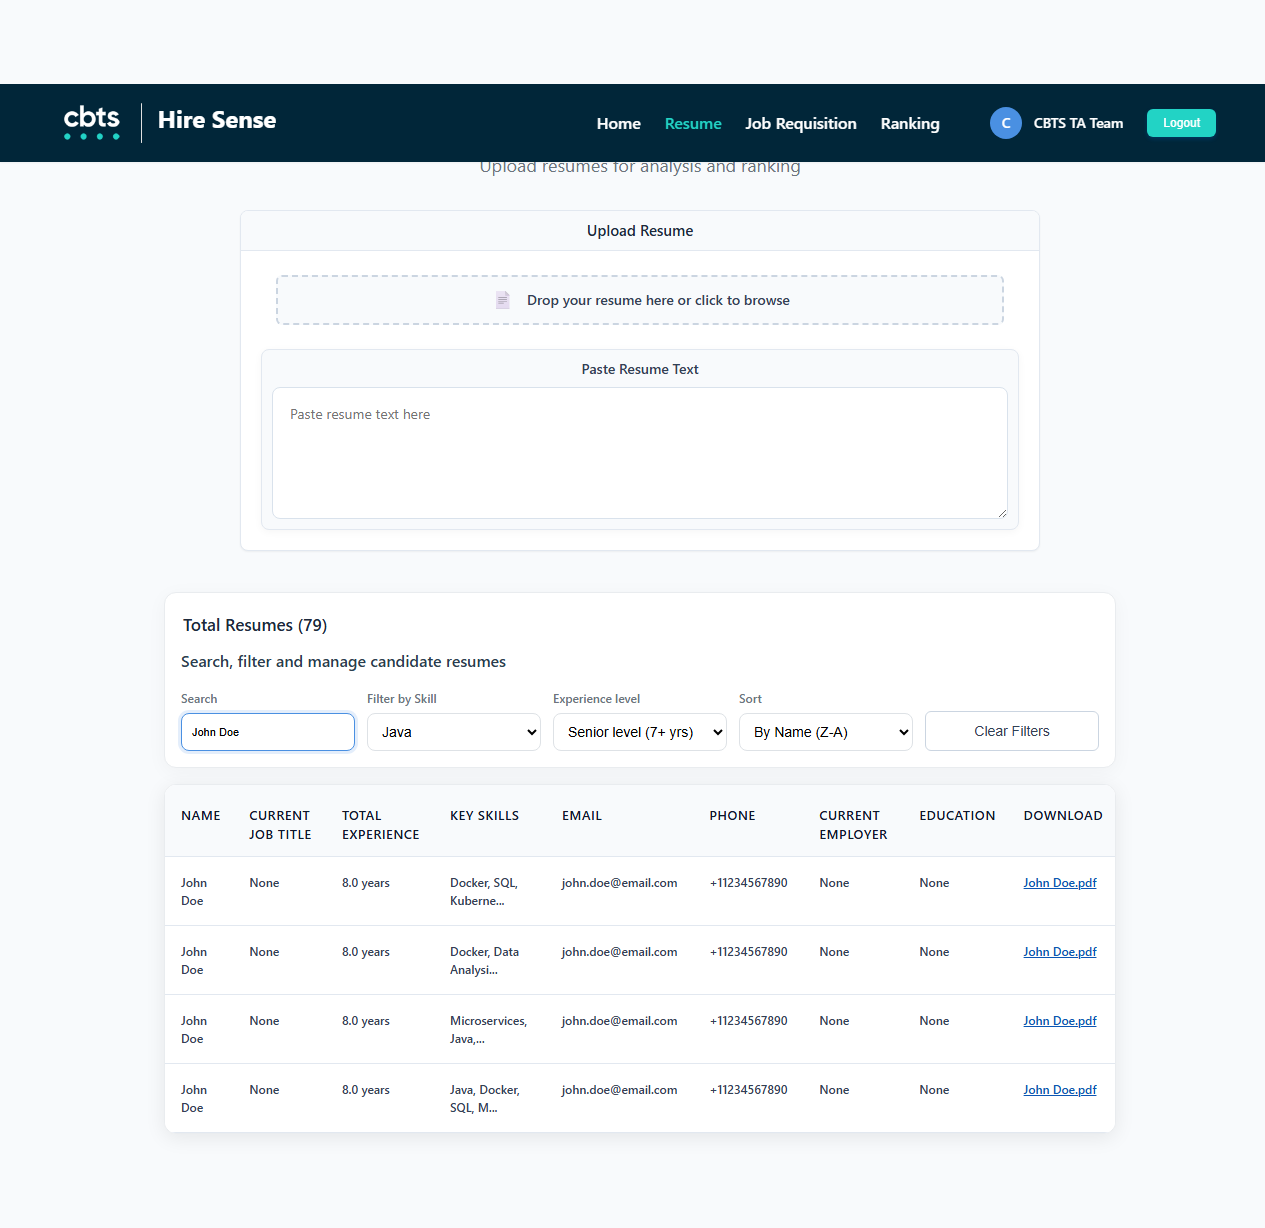 cbts
Hire Sense
Home
Resume
Job Requisition
Ranking
C
CBTS TA Team
Logout
Upload resumes for analysis and ranking
Upload Resume
Drop your resume here or click to browse
Paste Resume Text
Paste resume text here
Total Resumes (79)
Search, filter and manage candidate resumes
Search
Filter by Skill
Experience level
Sort
John Doe
Java
Senior level (7+ yrs)
By Name (Z-A)
Clear Filters
NAME
CURRENT
JOB TITLE
TOTAL
EXPERIENCE
KEY SKILLS
EMAIL
PHONE
CURRENT
EMPLOYER
EDUCATION
DOWNLOAD
John
Doe
None
8.0 years
Docker, SQL,
Kuberne...
john.doe@email.com
+11234567890
None
None
John Doe.pdf
John
Doe
None
8.0 years
Docker, Data
Analysi...
john.doe@email.com
+11234567890
None
None
John Doe.pdf
John
Doe
None
8.0 years
Microservices,
Java,...
john.doe@email.com
+11234567890
None
None
John Doe.pdf
John
Doe
None
8.0 years
Java, Docker,
SQL, M...
john.doe@email.com
+11234567890
None
None
John Doe.pdf